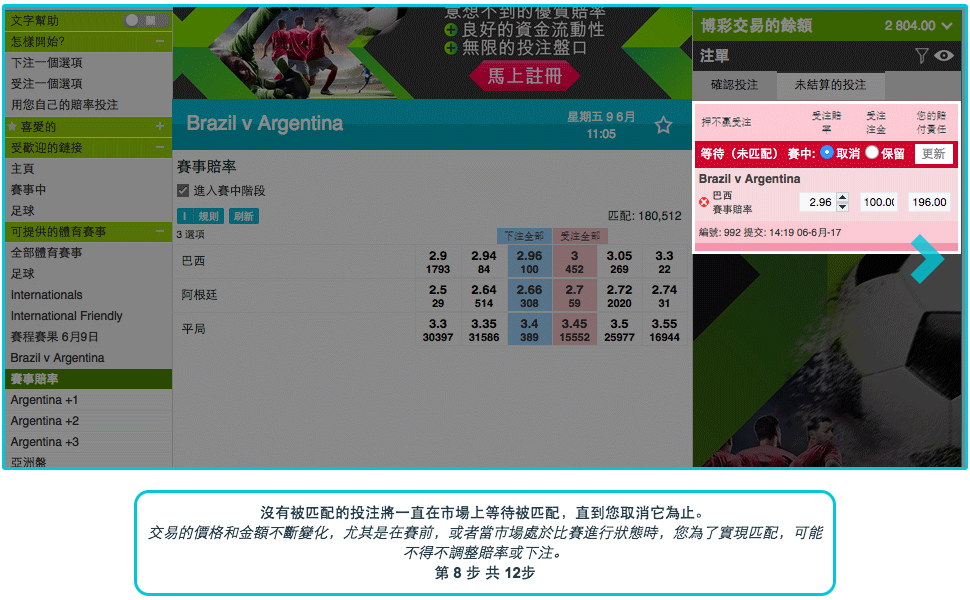 文字幫助 關
怎樣開始? −
下注一個選項
受注一個選項
用您自己的賠率投注
喜愛的 +
受歡迎的鏈接 −
主頁
賽事中
足球
可提供的體育賽事 −
全部體育賽事
足球
Internationals
International Friendly
賽程賽果 6月9日
Brazil v Argentina
賽事賠率
Argentina +1
Argentina +2
Argentina +3
亞洲盤
意想不到的優質賠率
良好的資金流動性
無限的投注盤口
馬上註冊
Brazil v Argentina
星期五 9 6月
11:05
賽事賠率
進入賽中階段
I 規則 刷新
匹配: 180,512
3 選項 下注全部 受注全部
巴西 2.9 2.94 2.96 3 3.05 3.3
1793 84 100 452 269 22
阿根廷 2.5 2.64 2.66 2.7 2.72 2.74
29 514 308 59 2020 31
平局 3.3 3.35 3.4 3.45 3.5 3.55
30397 31586 389 15552 25977 16944
博彩交易的餘額 2 804.00
注單
確認投注 未結算的投注
押不贏受注 受注賠率 受注注金 您的賠付責任
等待（未匹配） 賽中: 取消 保留 更新
Brazil v Argentina
巴西
賽事賠率 2.96 100.0 196.00
編號: 992 提交: 14:19 06-6月-17
沒有被匹配的投注將一直在市場上等待被匹配，直到您取消它為止。
交易的價格和金額不斷變化，尤其是在賽前，或者當市場處於比賽進行狀態時，您為了實現匹配，可能
不得不調整賠率或下注。
第 8 步 共 12步